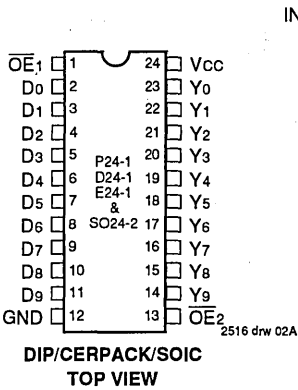 IN
OE1 1 24 Vcc
D0 2 23 Y0
D1 3 22 Y1
D2 4 21 Y2
D3 5 20 Y3
P24-1
D4 6 19 Y4
D24-1
D5 7 18 Y5
E24-1
&
D6 8 17 Y6
SO24-2
D7 9 16 Y7
D8 10 15 Y8
D9 11 14 Y9
GND 12 13 OE2
2516 drw 02A
DIP/CERPACK/SOIC
TOP VIEW